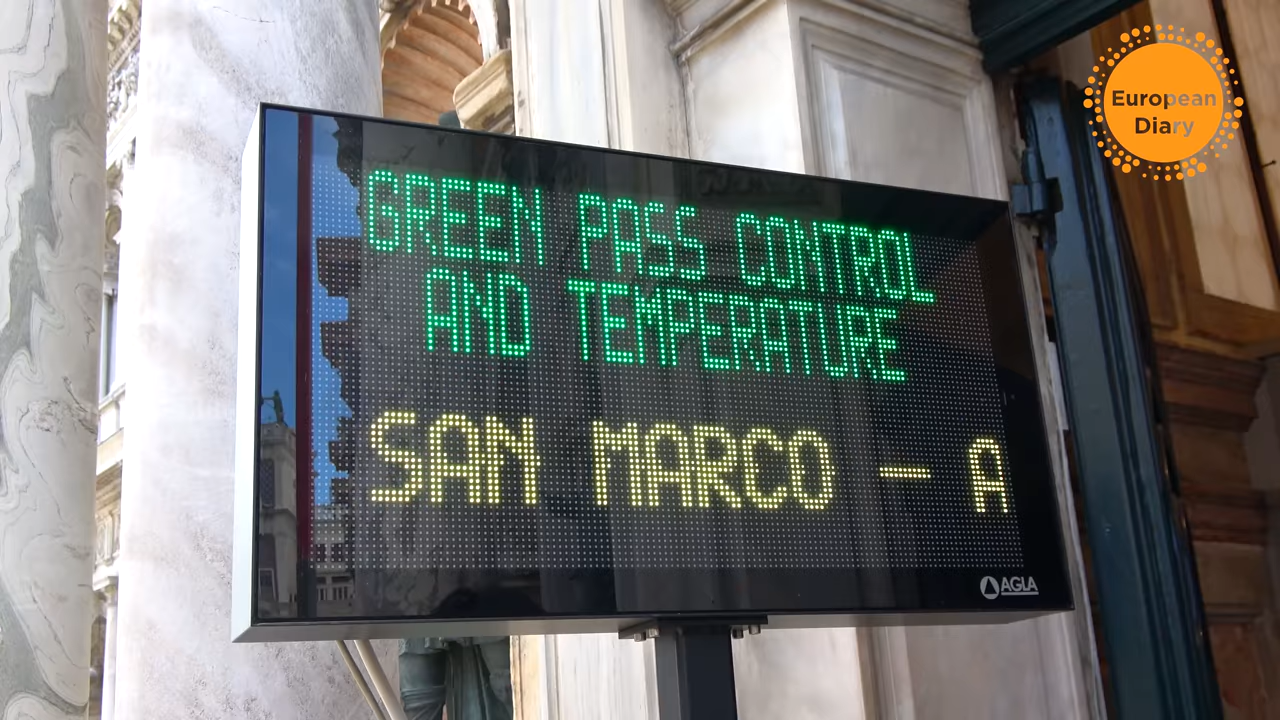 European
Diary
GREEN PASS CONTROL
AND TEMPERATURE
SAN MARCO - A
AGLA